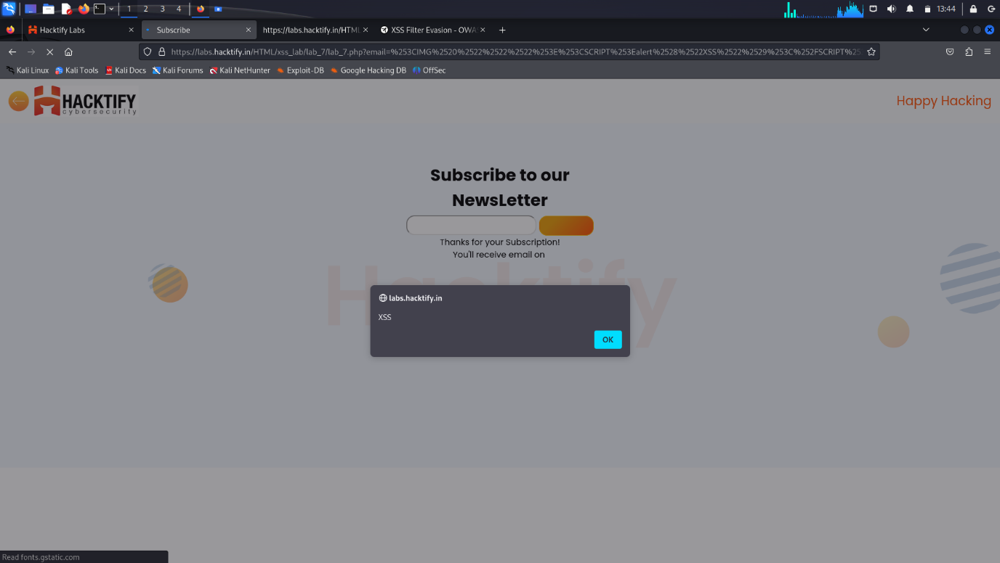 1 2 3 4 13:44
Hacktify Labs Subscribe https://labs.hacktify.in/HTML XSS Filter Evasion - OWAS
https://labs.hacktify.in/HTML/xss_lab/lab_7/lab_7.php?email=%253CIMG%2520%2522%2522%2522%253E%253CSCRIPT%253Ealert%2528%2522XSS%2522%2529%253C%252FSCRIPT%25
Kali Linux Kali Tools Kali Docs Kali Forums Kali NetHunter Exploit-DB Google Hacking DB OffSec
HACKTIFY
cybersecurity
Happy Hacking
Subscribe to our
NewsLetter
Thanks for your Subscription!
You'll receive email on
Hacktify
labs.hacktify.in
XSS
OK
Read fonts.gstatic.com